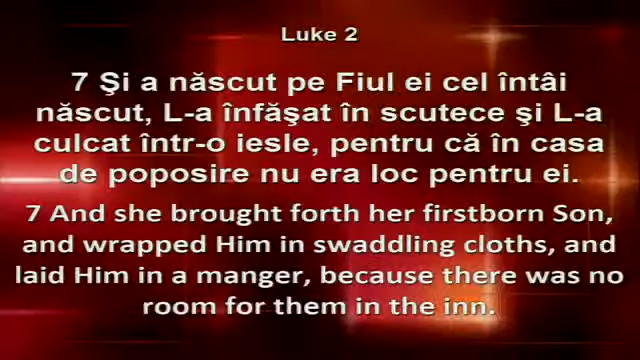 Luke 2
7 Şi a născut pe Fiul ei cel întâi
născut, L-a înfăşat în scutece şi L-a
culcat într-o iesle, pentru că în casa
de poposire nu era loc pentru ei.
7 And she brought forth her firstborn Son,
and wrapped Him in swaddling cloths, and
laid Him in a manger, because there was no
room for them in the inn.